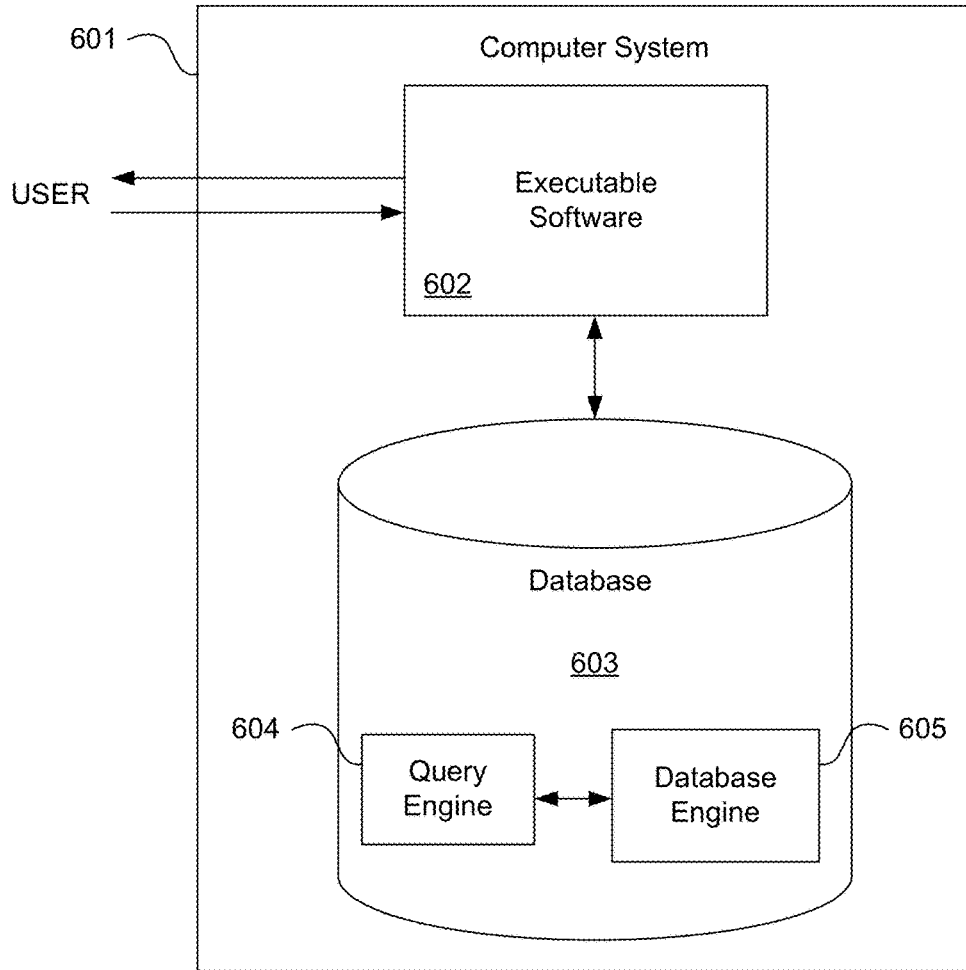 601
Computer System
USER
Executable
Software
602
Database
603
604
605
Query
Engine
Database
Engine